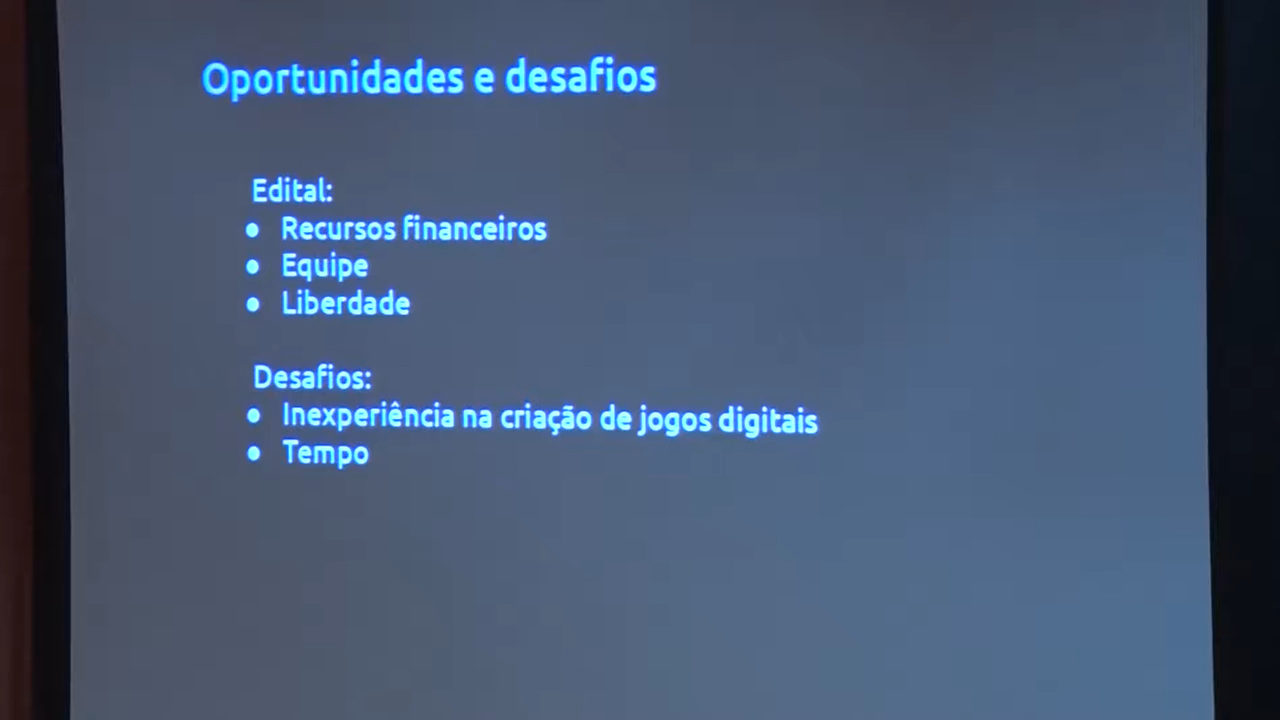 Oportunidades e desafios
Edital:
● Recursos financeiros
● Equipe
● Liberdade
Desafios:
● Inexperiência na criação de jogos digitais
● Tempo